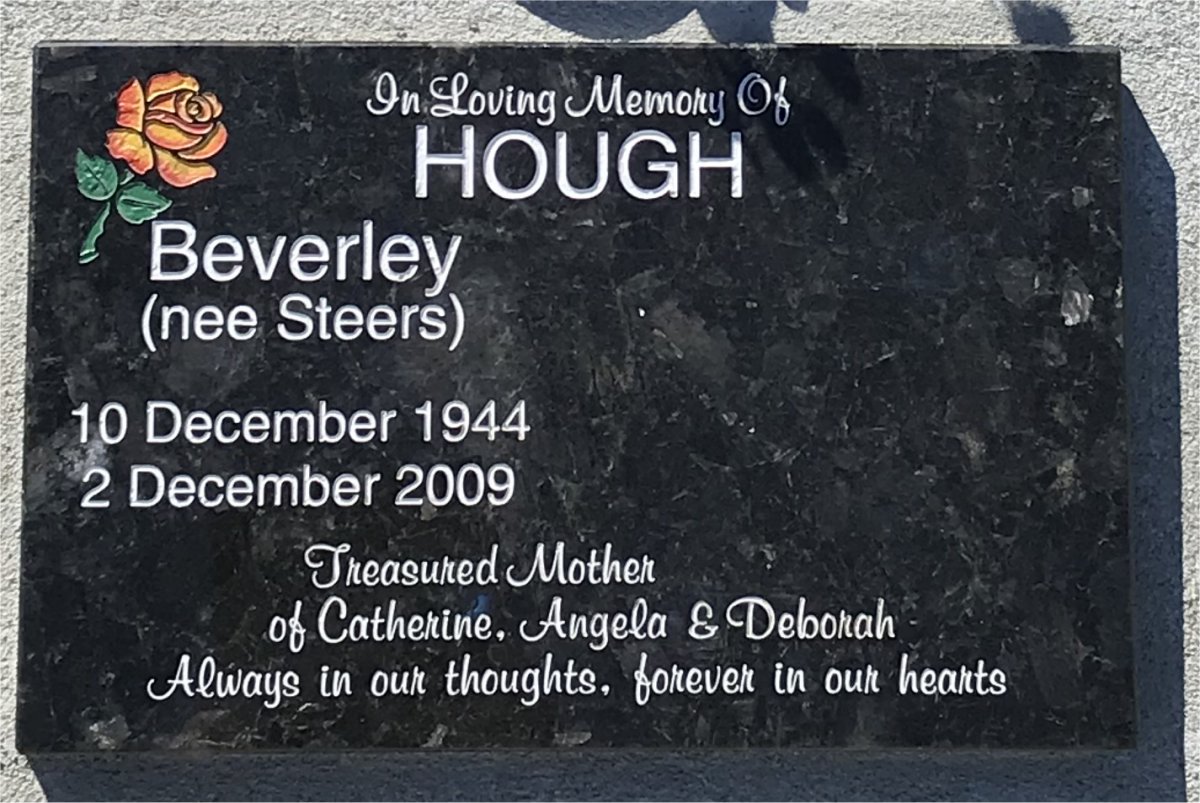 In Loving Memory Of
HOUGH
Beverley
(nee Steers)
10 December 1944
2 December 2009
Treasured Mother
of Catherine, Angela & Deborah
Always in our thoughts, forever in our hearts